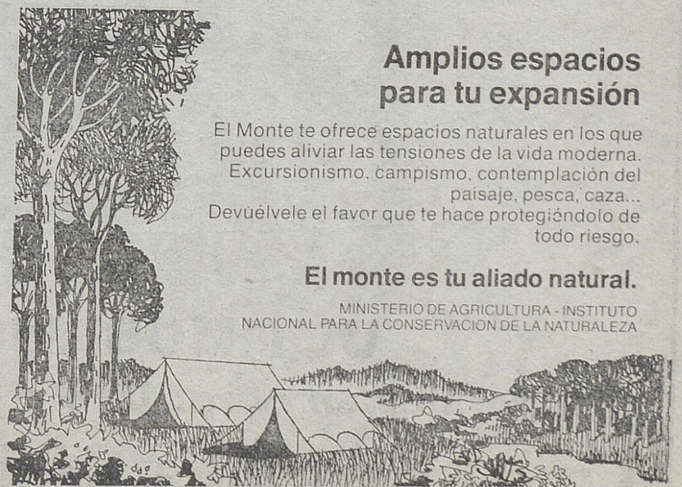 Amplios espacios
para tu expansión
El Monte te ofrece espacios naturales en los que
puedes aliviar las tensiones de la vida moderna.
Excursionismo, campismo, contemplación del
paisaje, pesca, caza...
Devuélvele el favor que te hace protegiéndolo de
todo riesgo.
El monte es tu aliado natural.
MINISTERIO DE AGRICULTURA - INSTITUTO
NACIONAL PARA LA CONSERVACION DE LA NATURALEZA